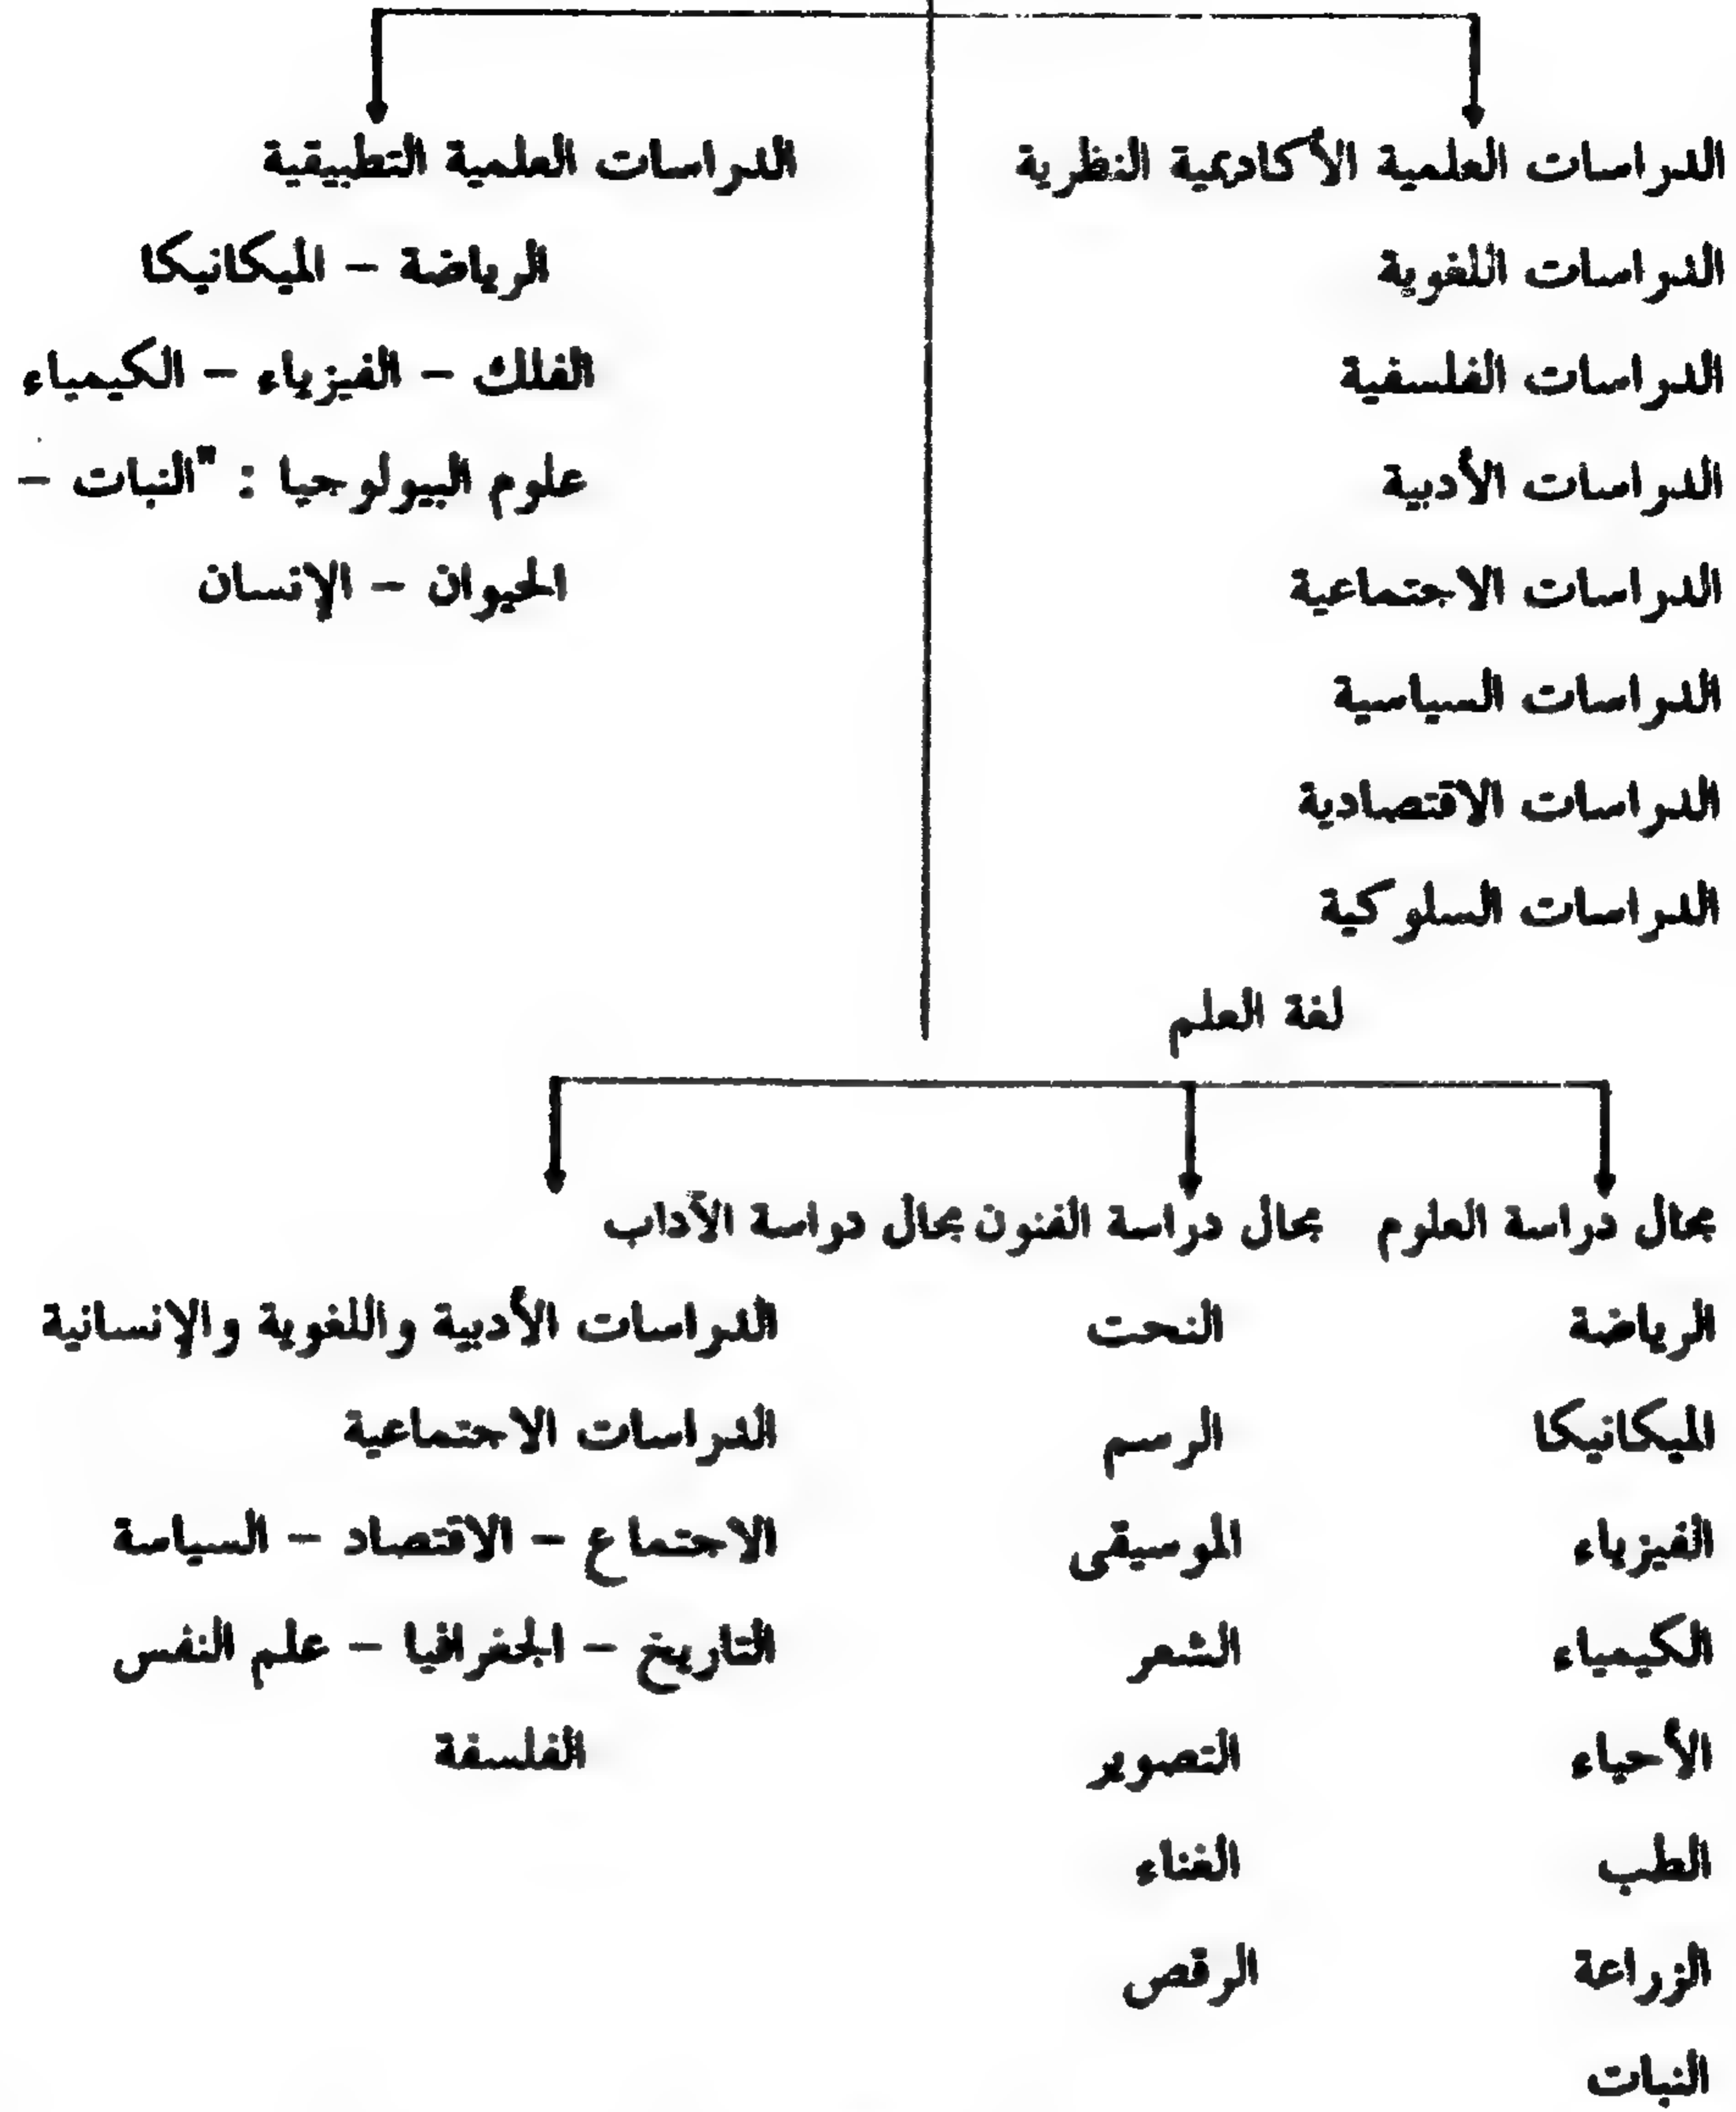 الدراسات العلمية الأكاديمية النظرية
الدراسات اللغوية
الدراسات الفلسفية
الدراسات الأدبية
الدراسات الاجتماعية
الدراسات السياسية
الدراسات الاقتصادية
الدراسات السلوكية
الدراسات العلمية التطبيقية
الرياضة – الميكانيكا
الفلك – الفيزياء – الكيمياء
علوم البيولوجيا : "النبات –
الحيوان – الإنسان
لغة العلم
مجال دراسة العلوم
الرياضة
الميكانيكا
الفيزياء
الكيمياء
الأحياء
الطب
الزراعة
النبات
مجال دراسة الفنون
النحت
الرسم
الموسيقى
الشعر
التصوير
الغناء
الرقص
مجال دراسة الآداب
الدراسات الأدبية واللغوية والإنسانية
الدراسات الاجتماعية
الاجتماع – الاقتصاد – السياسة
التاريخ – الجغرافيا – علم النفس
الفلسفة